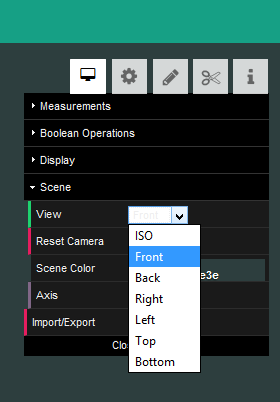 Measurements
Boolean Operations
Display
Scene
View Front
ISO
Reset Camera
Front
Scene Color e3e
Back
Axis
Right
Import/Export
Left
Clo
Top
Bottom